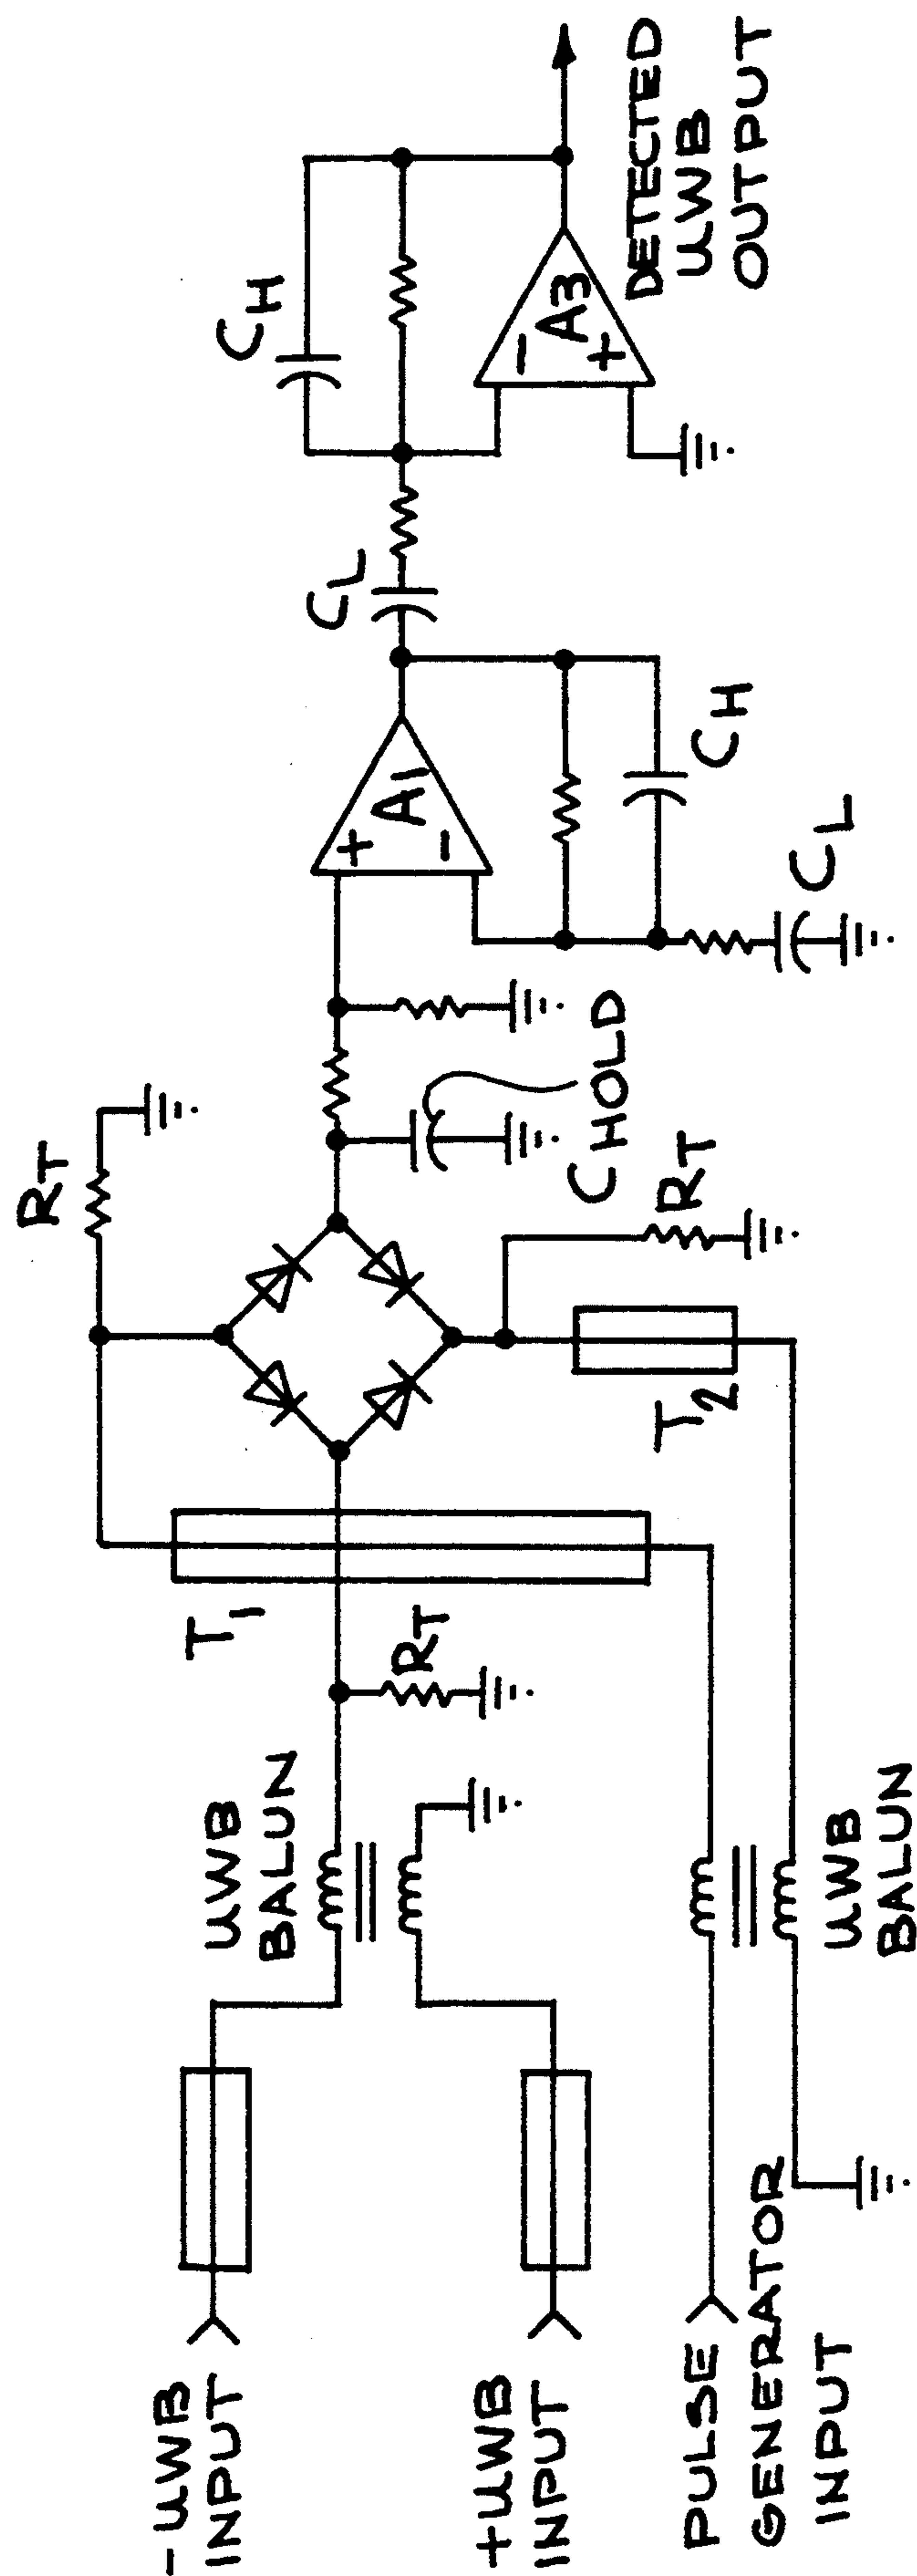 - UWB
INPUT
+UWB
INPUT
PULSE
GENERATOR
INPUT
UWB
BALUN
UWB
BALUN
T1
RT
RT
T2
RT
CHOLD
+
A1
-
CH
CL
CL
CH
-
A3
+
DETECTED
UWB
OUTPUT